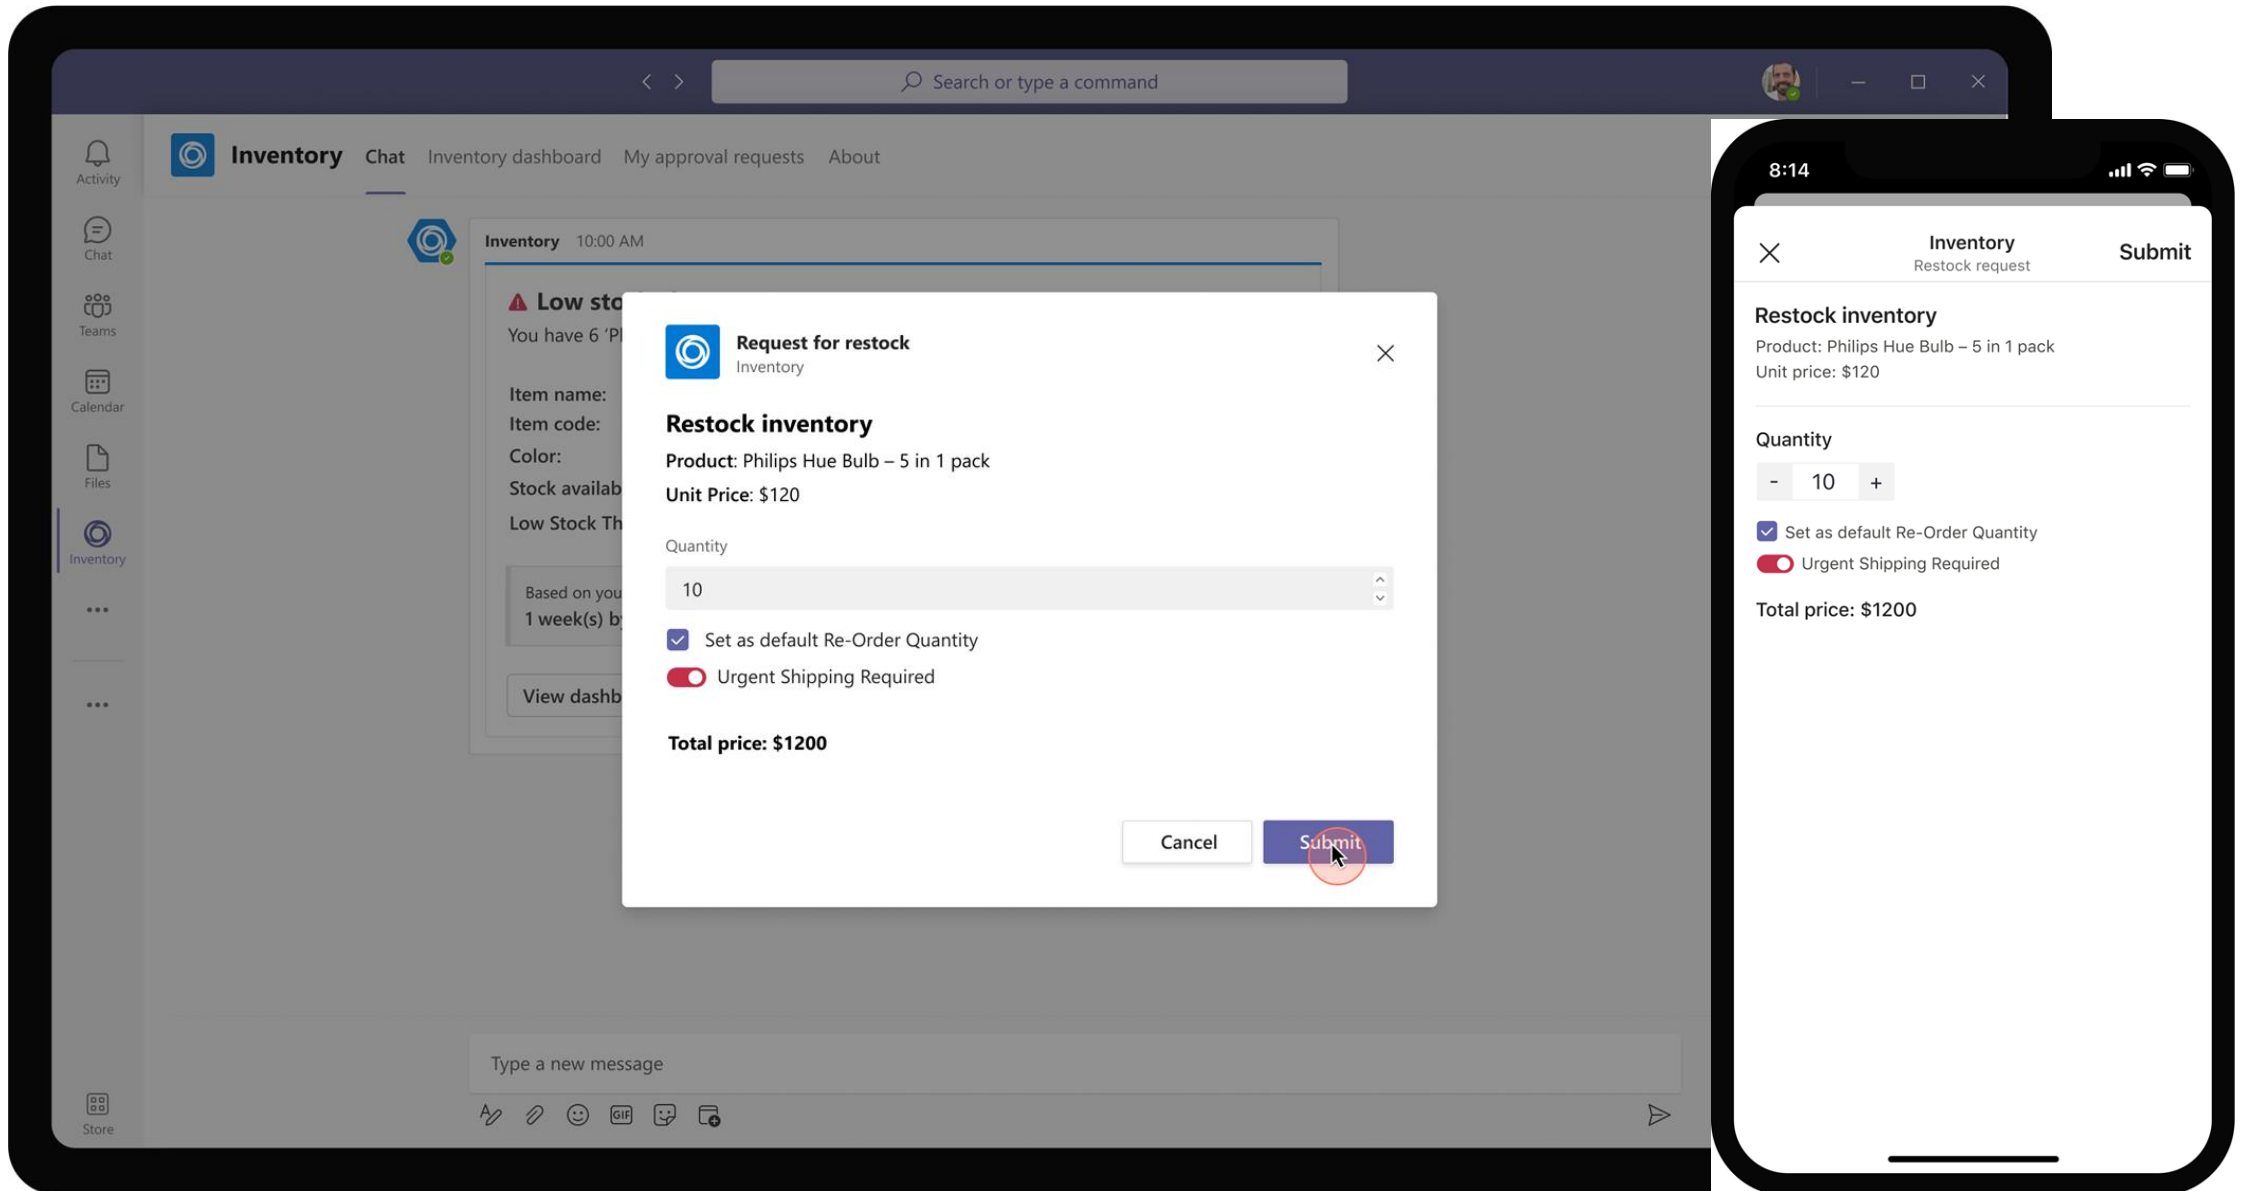 Search or type a command
Activity
Chat
Teams
Calendar
Files
Inventory
Store
Inventory Chat Inventory dashboard My approval requests About
Inventory 10:00 AM
Low
You have 6
Item name:
Item code:
Color:
Stock
Low Stock
Based on
1 week(s)
View
Request for restock
Inventory
Restock inventory
Product: Philips Hue Bulb – 5 in 1 pack
Unit Price: $120
Quantity
10
Set as default Re-Order Quantity
Urgent Shipping Required
Total price: $1200
Cancel Submit
Type a new message
GIF
8:14
Inventory
Restock request
Submit
Restock inventory
Product: Philips Hue Bulb – 5 in 1 pack
Unit price: $120
Quantity
- 10 +
Set as default Re-Order Quantity
Urgent Shipping Required
Total price: $1200